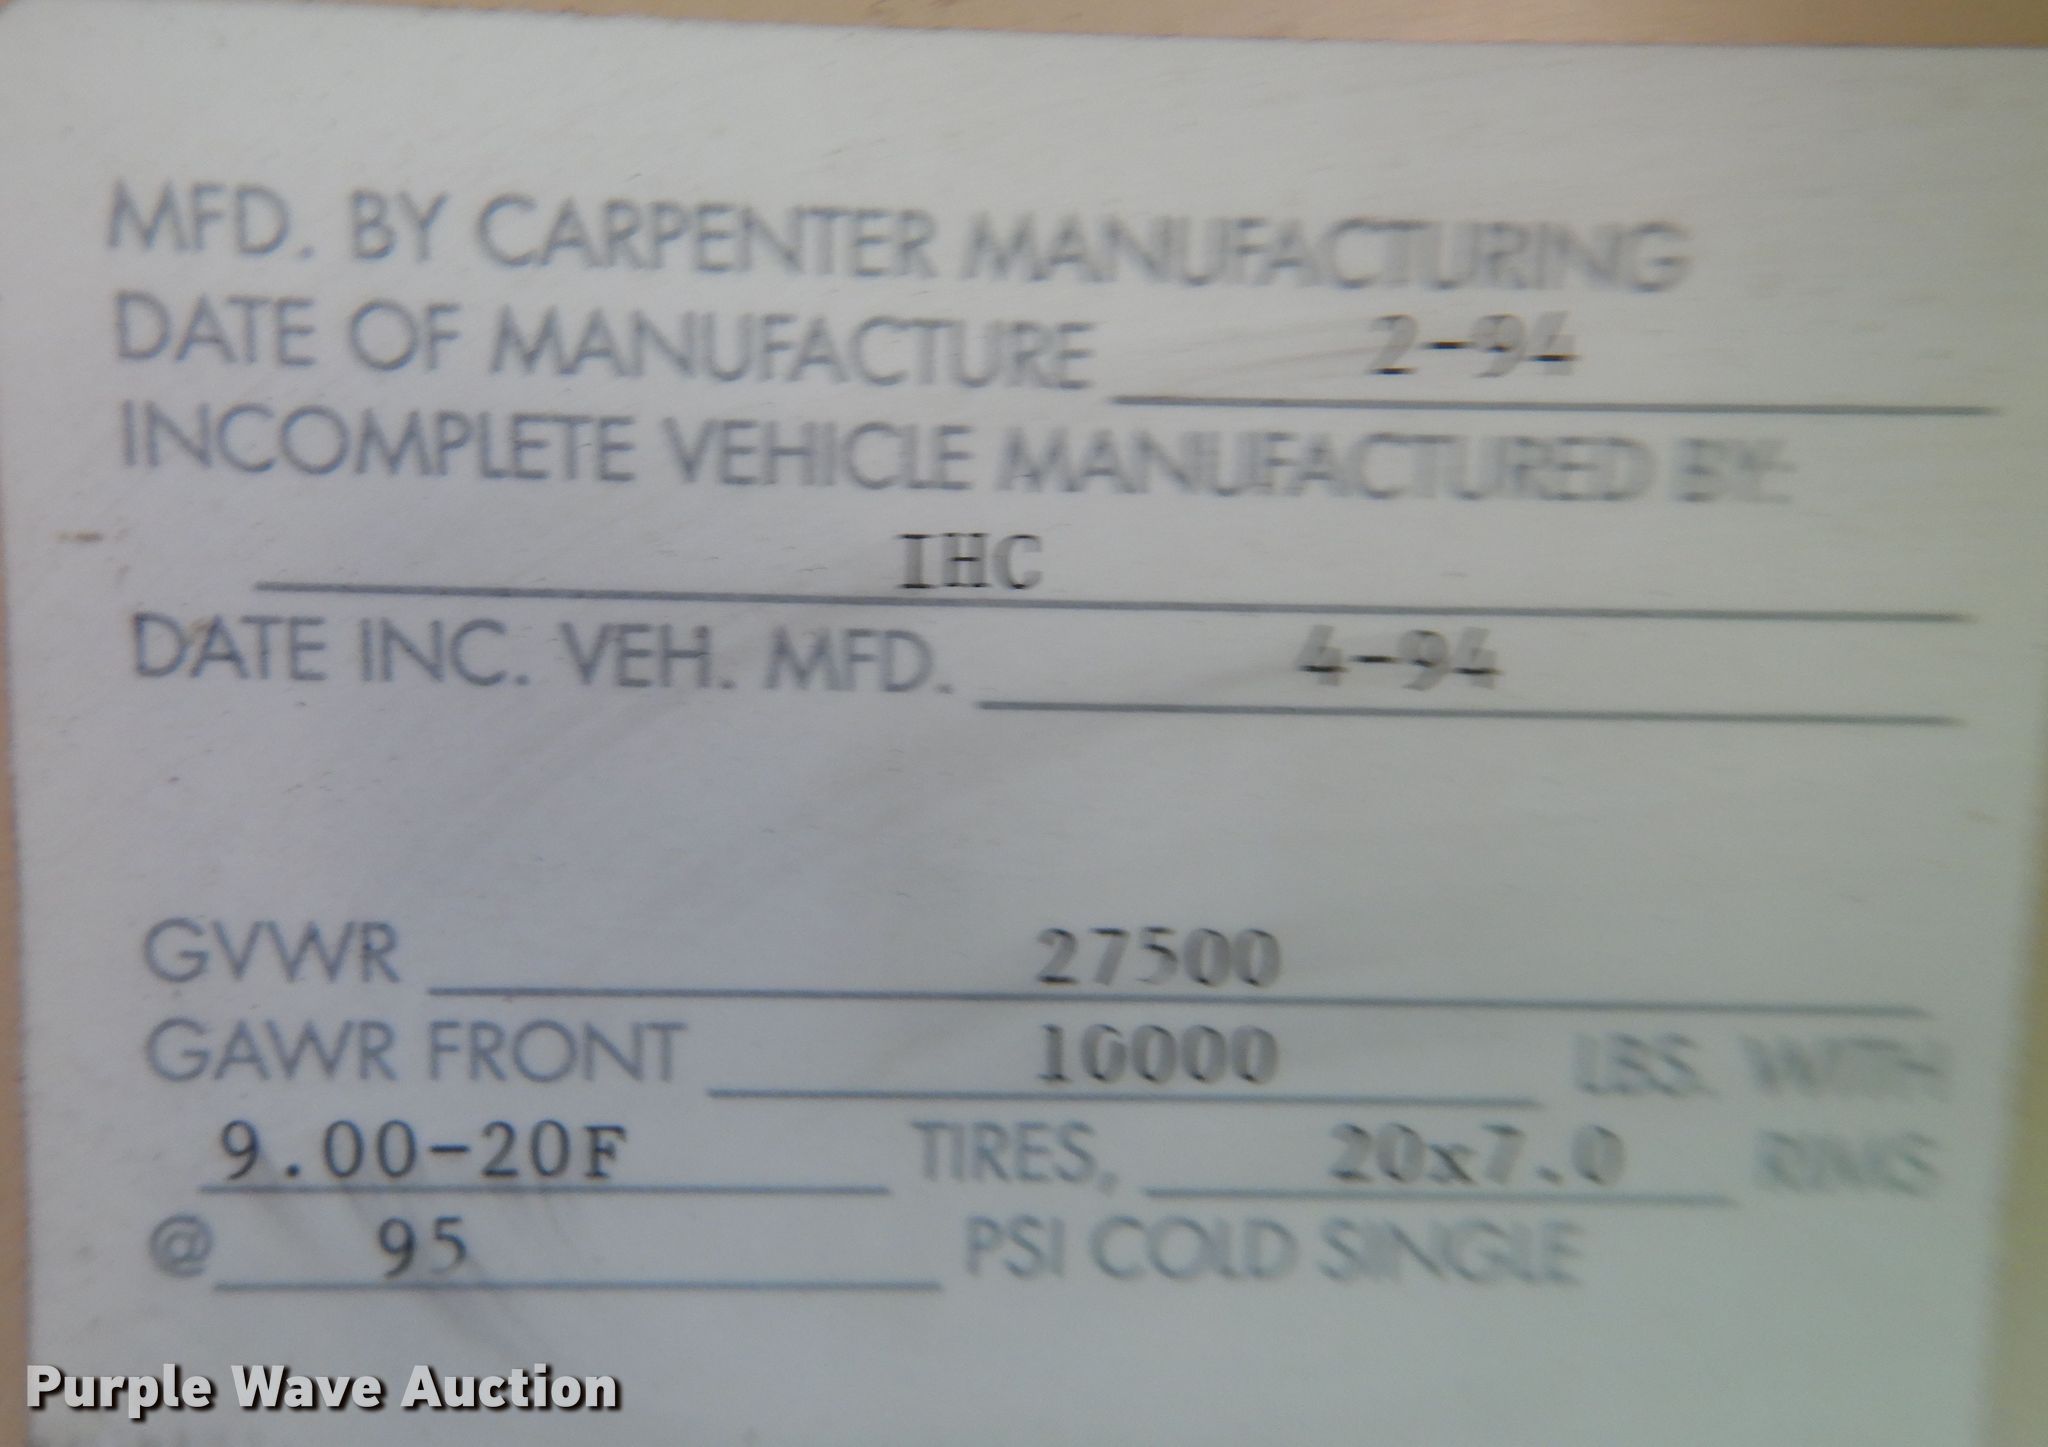 MFD. BY CARPENTER MANUFACTURING
DATE OF MANUFACTURE 2-94
INCOMPLETE VEHICLE MANUFACTURED BY:
IHC
DATE INC. VEH. MFD. 4-94
GVWR 27500
GAWR FRONT 10000 LBS. WITH
9.00-20F TIRES, 20x7.0 RIMS
@ 95 PSI COLD SINGLE
Purple Wave Auction